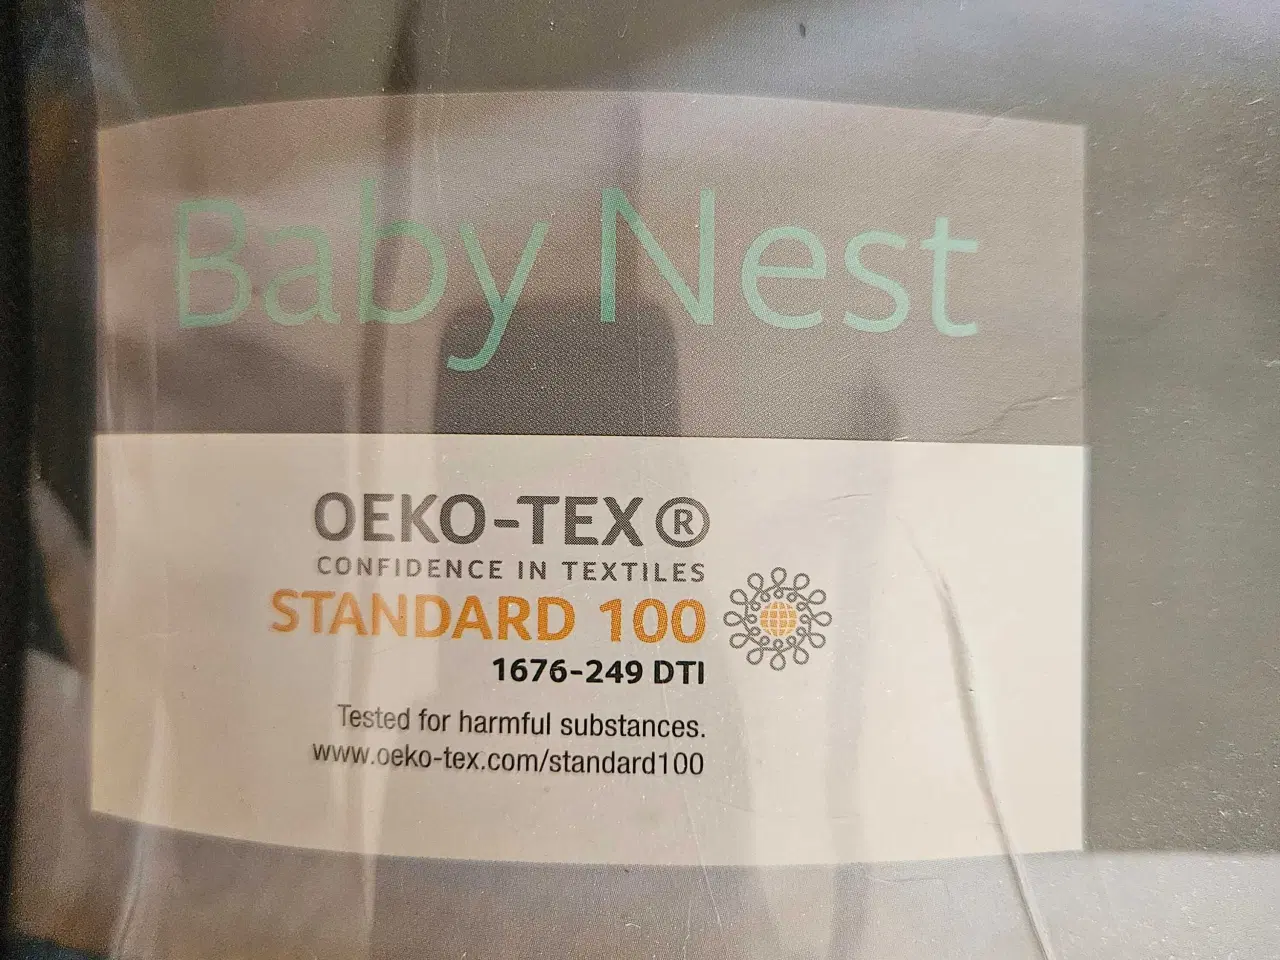 Baby Nest
OEKO-TEX®
CONFIDENCE IN TEXTILES
STANDARD 100
1676-249 DTI
Tested for harmful substances.
www.oeko-tex.com/standard100